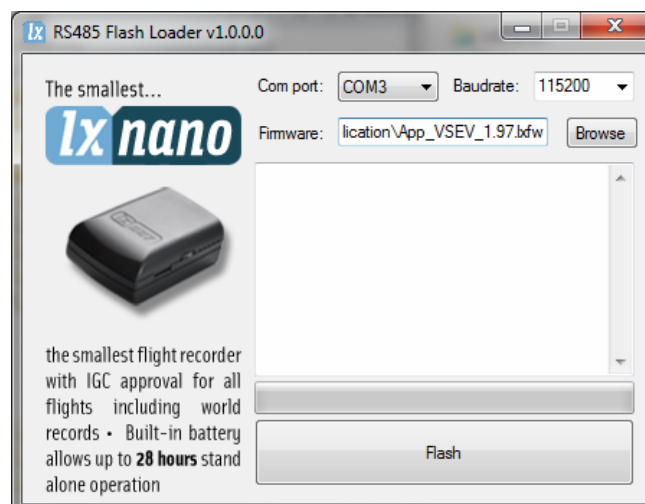 RS485 Flash Loader v1.0.0.0
The smallest...
lx nano
Com port: COM3 Baudrate: 115200
Firmware: lication\App_VSEV_1.97.lxfw Browse
the smallest flight recorder
with IGC approval for all
flights including world
records • Built-in battery
allows up to 28 hours stand
alone operation
Flash